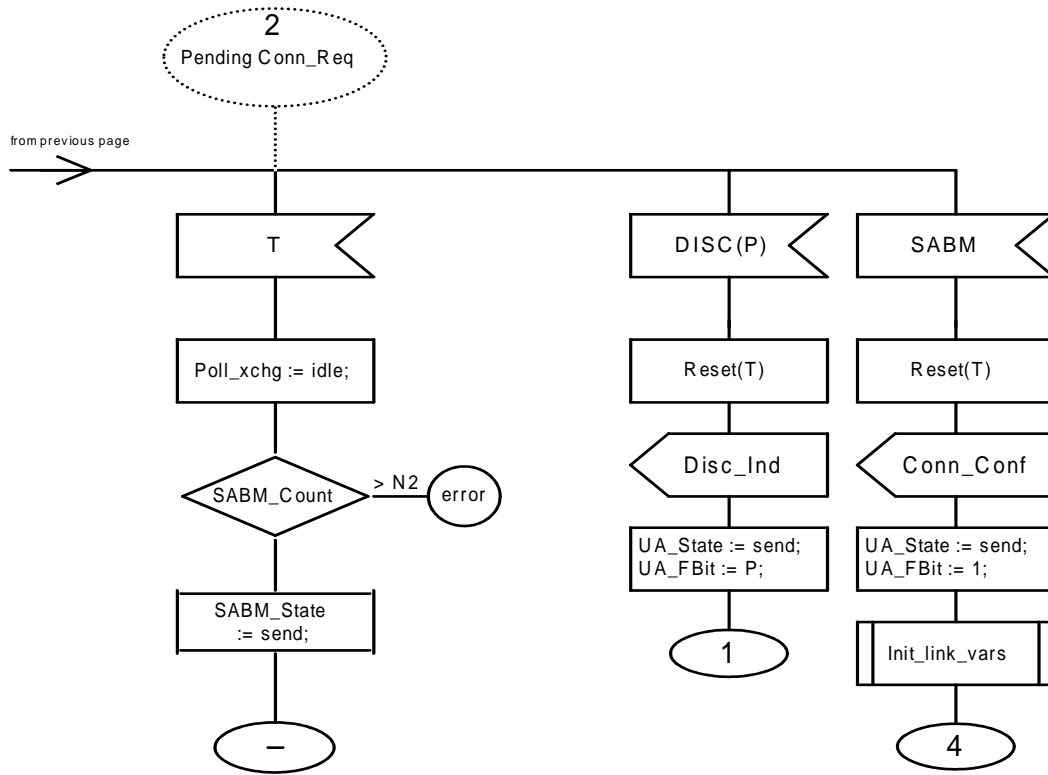 2
Pending Conn_Req
from previous page
T
DISC(P)
SABM
Poll_xchg := idle;
Reset(T)
Reset(T)
SABM_Count
> N2
error
Disc_Ind
Conn_Conf
UA_State := send;
UA_FBit := P;
UA_State := send;
UA_FBit := 1;
SABM_State
:= send;
1
Init_link_vars
–
4